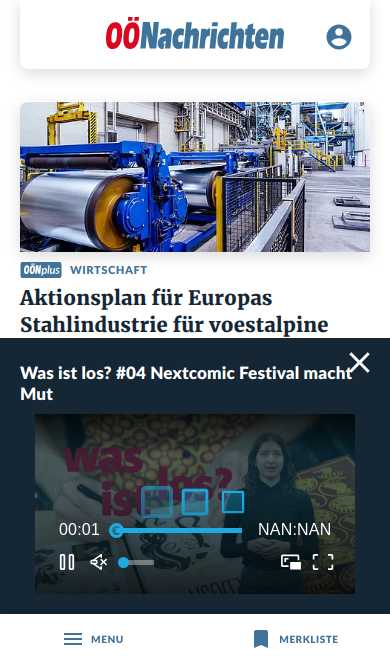 OÖNachrichten
OÖNplus WIRTSCHAFT
Aktionsplan für Europas
Stahlindustrie für voestalpine
Was ist los? #04 Nextcomic Festival macht
Mut
was
ist los?
00:01 NAN:NAN
MENU MERKLISTE